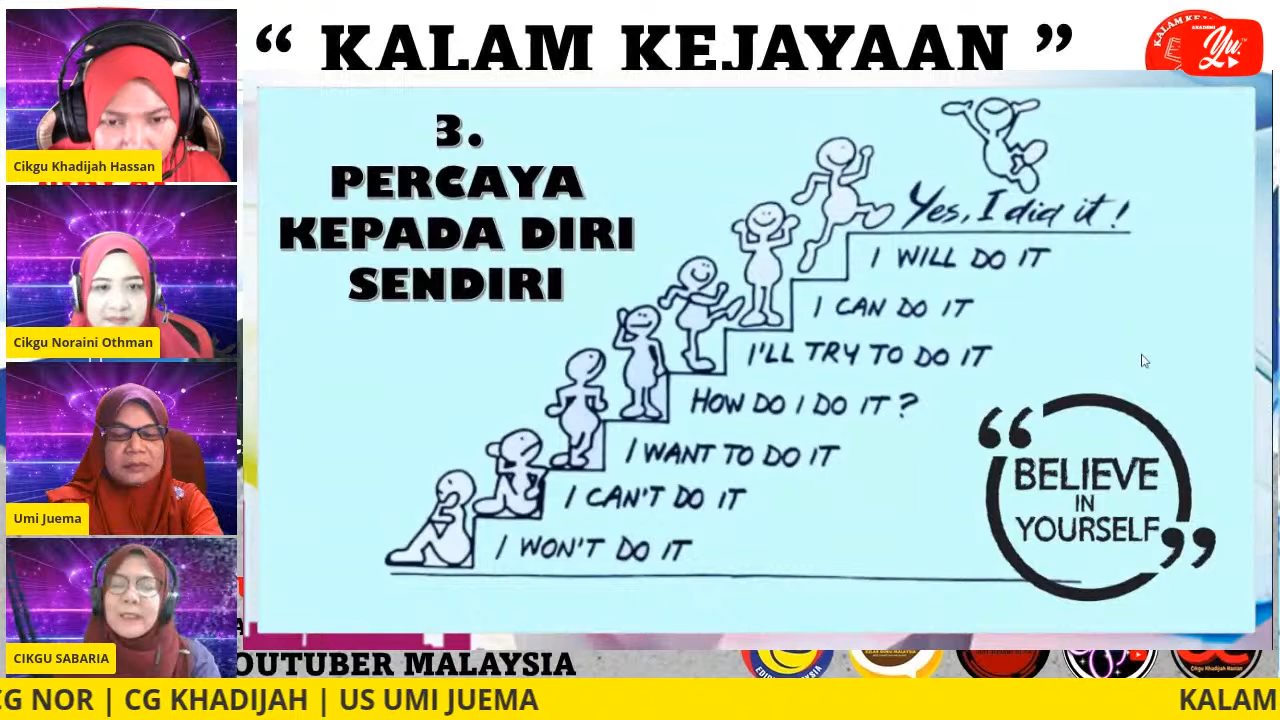 “ KALAM KEJAYAAN ”
Cikgu Khadijah Hassan
Cikgu Noraini Othman
Umi Juema
CIKGU SABARIA
3.
PERCAYA
KEPADA DIRI
SENDIRI
Yes, I did it!
I WILL DO IT
I CAN DO IT
I'LL TRY TO DO IT
HOW DO I DO IT?
I WANT TO DO IT
I CAN'T DO IT
I WON'T DO IT
“BELIEVE
IN
YOURSELF”
OUTUBER MALAYSIA
CG NOR | CG KHADIJAH | US UMI JUEMA
KALAM